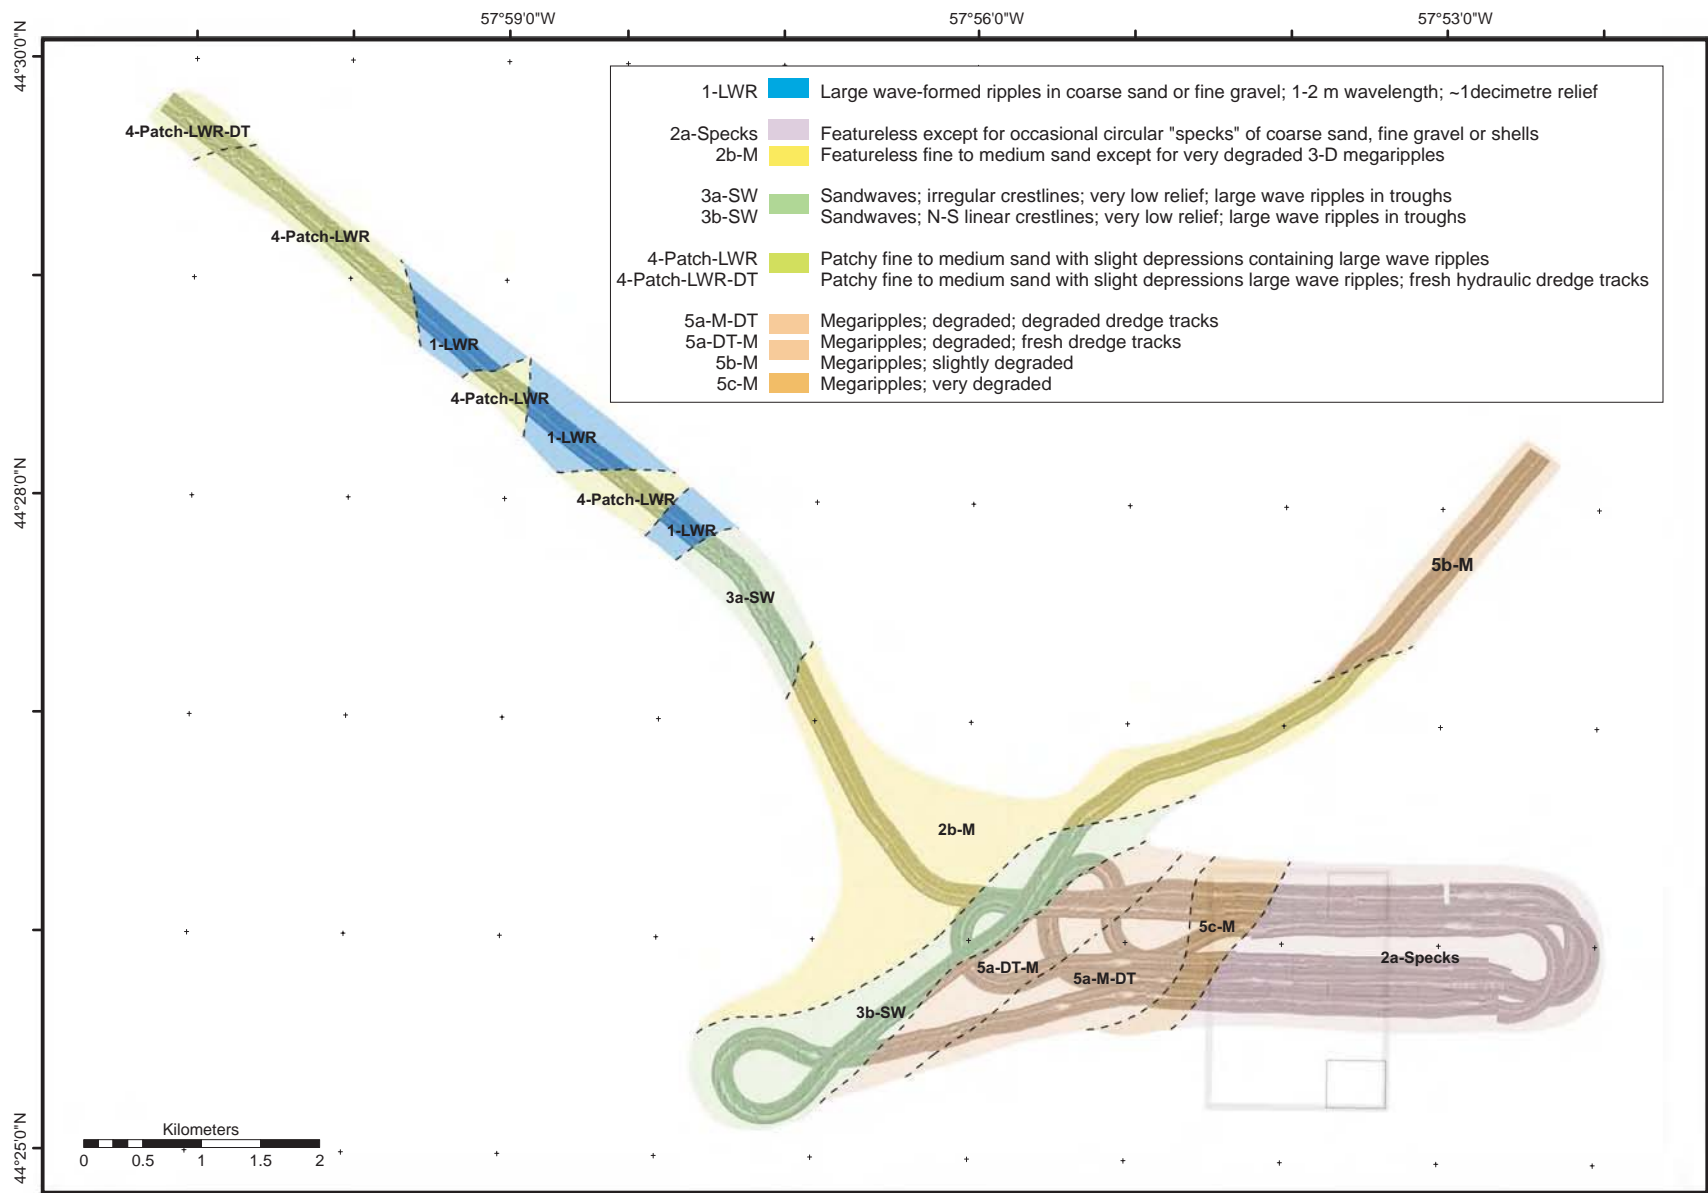 57°59'0"W
57°56'0"W
57°53'0"W
44°30'0"N
44°28'0"N
44°25'0"N
1-LWR Large wave-formed ripples in coarse sand or fine gravel; 1-2 m wavelength; ~1decimetre relief
2a-Specks Featureless except for occasional circular "specks" of coarse sand, fine gravel or shells
2b-M Featureless fine to medium sand except for very degraded 3-D megaripples
3a-SW Sandwaves; irregular crestlines; very low relief; large wave ripples in troughs
3b-SW Sandwaves; N-S linear crestlines; very low relief; large wave ripples in troughs
4-Patch-LWR Patchy fine to medium sand with slight depressions containing large wave ripples
4-Patch-LWR-DT Patchy fine to medium sand with slight depressions large wave ripples; fresh hydraulic dredge tracks
5a-M-DT Megaripples; degraded; degraded dredge tracks
5a-DT-M Megaripples; degraded; fresh dredge tracks
5b-M Megaripples; slightly degraded
5c-M Megaripples; very degraded
4-Patch-LWR-DT
4-Patch-LWR
1-LWR
4-Patch-LWR
1-LWR
4-Patch-LWR
1-LWR
3a-SW
5b-M
2b-M
5c-M
2a-Specks
5a-DT-M
5a-M-DT
3b-SW
Kilometers
0 0.5 1 1.5 2